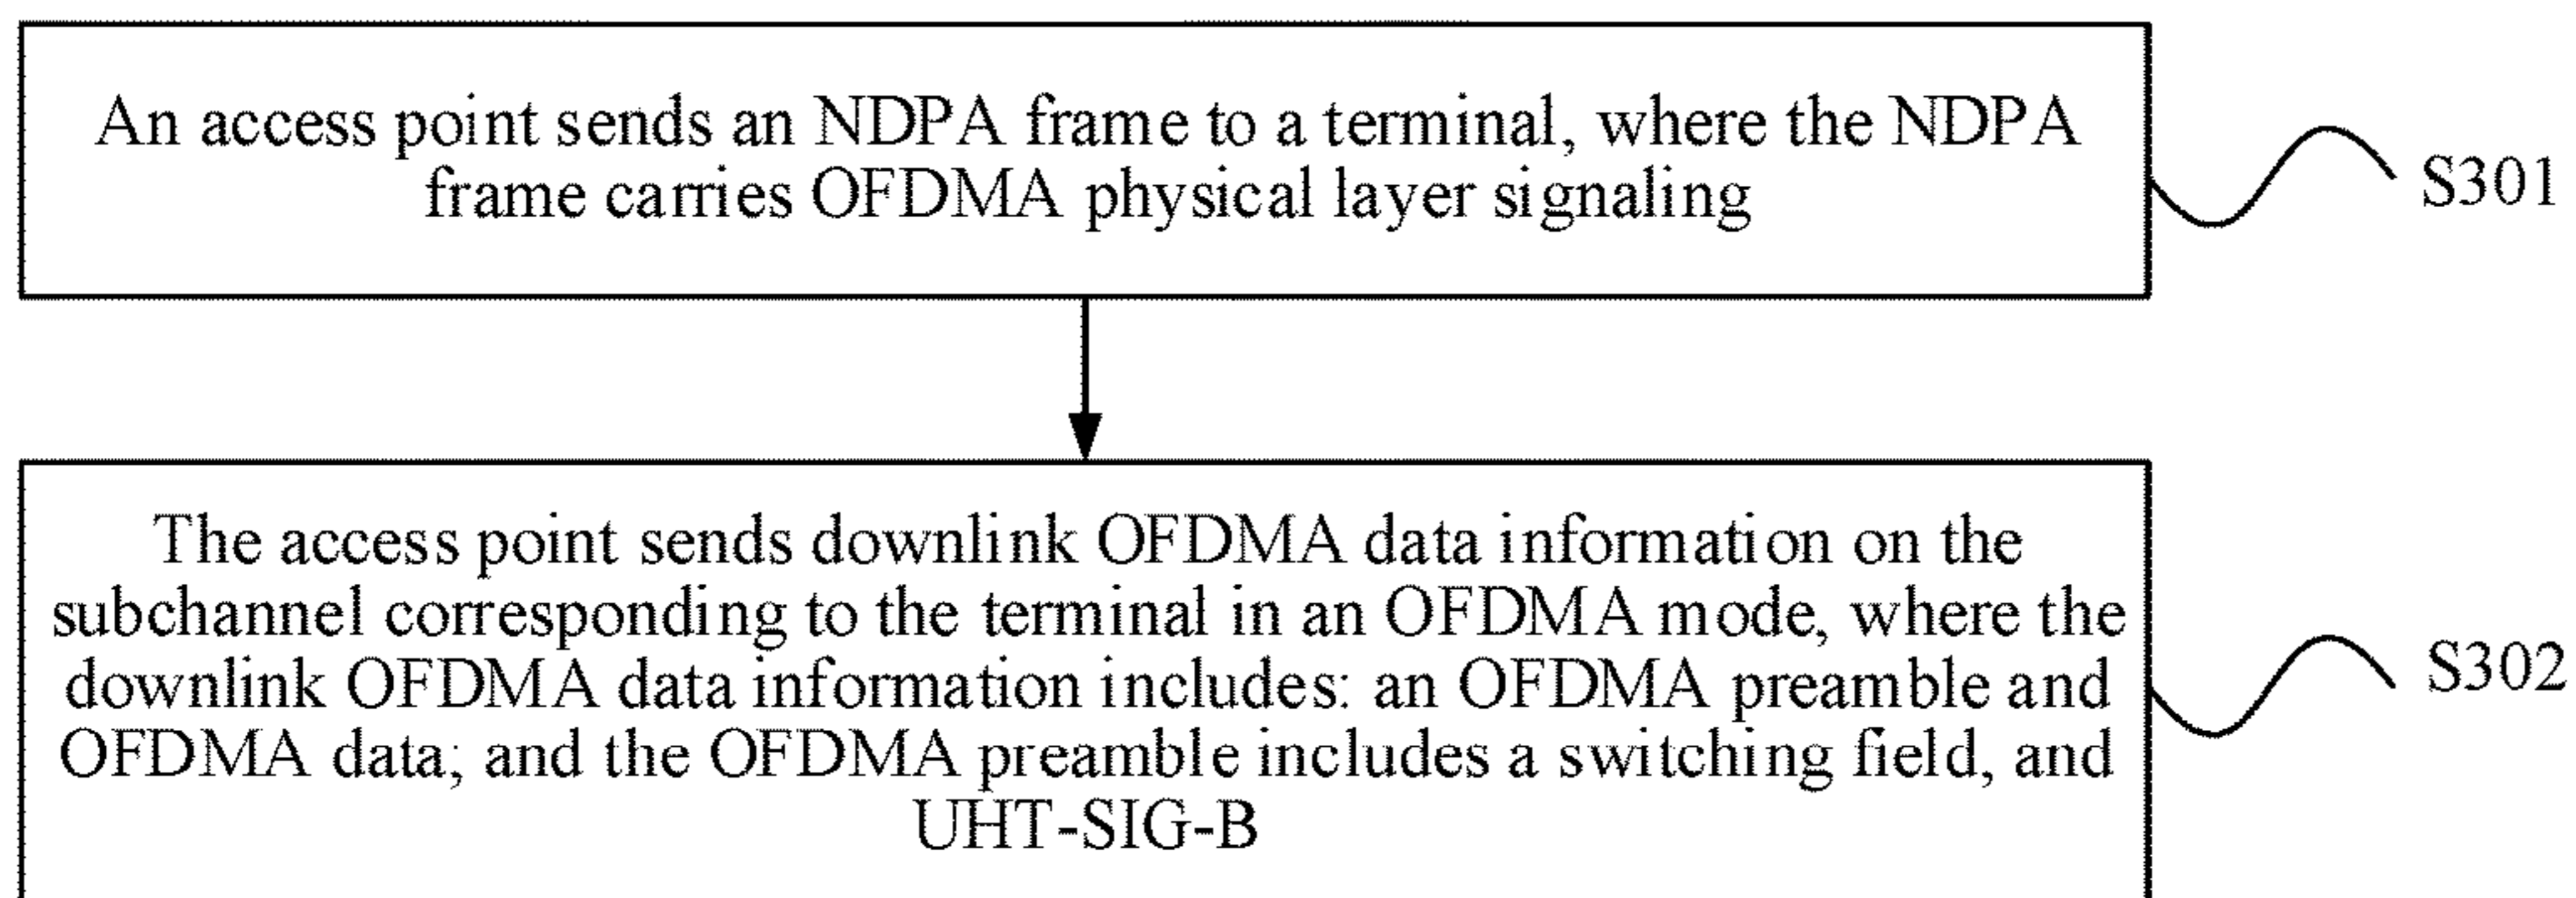 An access point sends an NDPA frame to a terminal, where the NDPA
frame carries OFDMA physical layer signaling
S301
The access point sends downlink OFDMA data information on the
subchannel corresponding to the terminal in an OFDMA mode, where the
downlink OFDMA data information includes: an OFDMA preamble and
OFDMA data; and the OFDMA preamble includes a switching field, and
UHT-SIG-B
S302